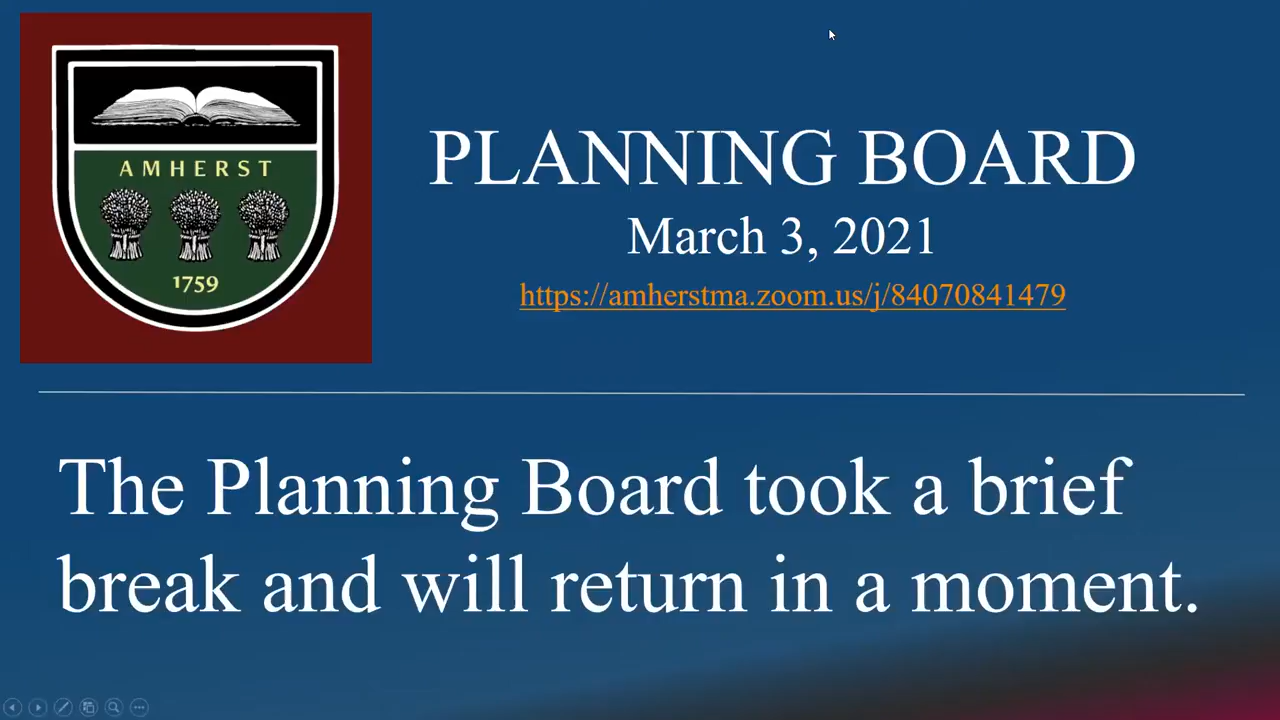 AMHERST
1759
PLANNING BOARD
March 3, 2021
https://amherstma.zoom.us/j/84070841479
The Planning Board took a brief
break and will return in a moment.